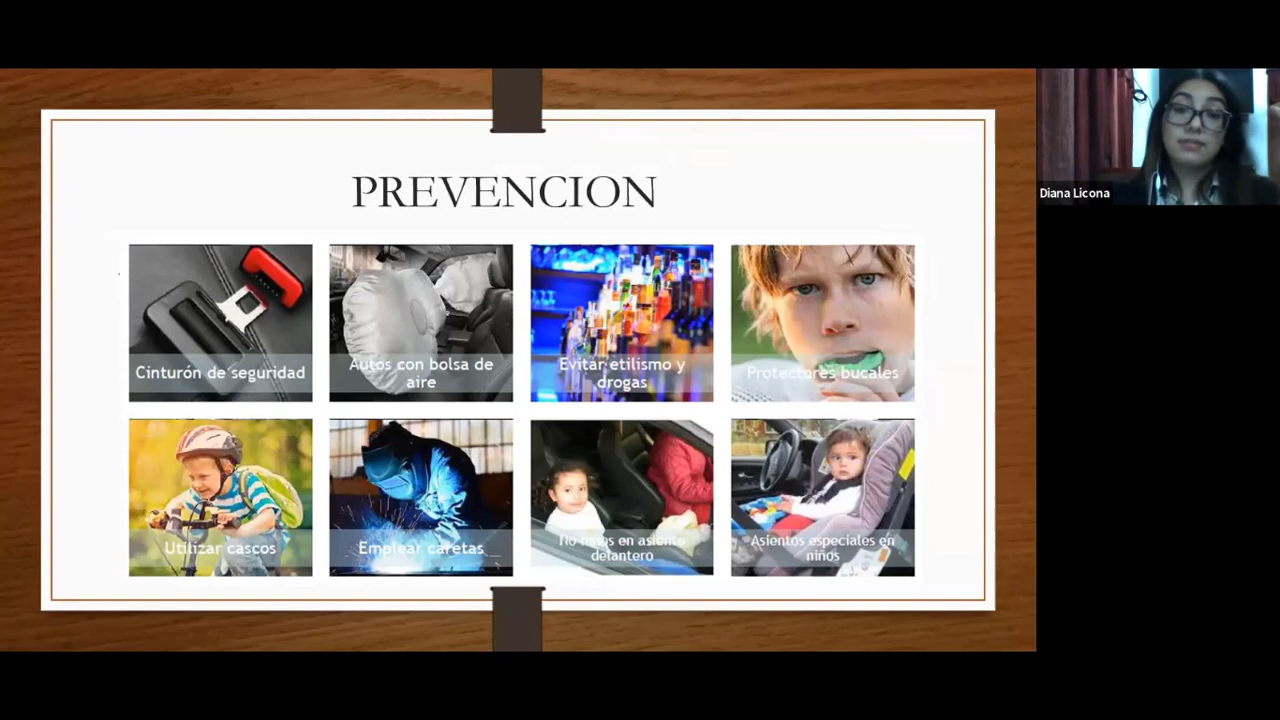 PREVENCION
Cinturón de seguridad
Autos con bolsa de
aire
Evitar etilismo y
drogas
Protectores bucales
Utilizar cascos
Emplear caretas
No niños en asiento
delantero
Asientos especiales en
niños
Diana Licona